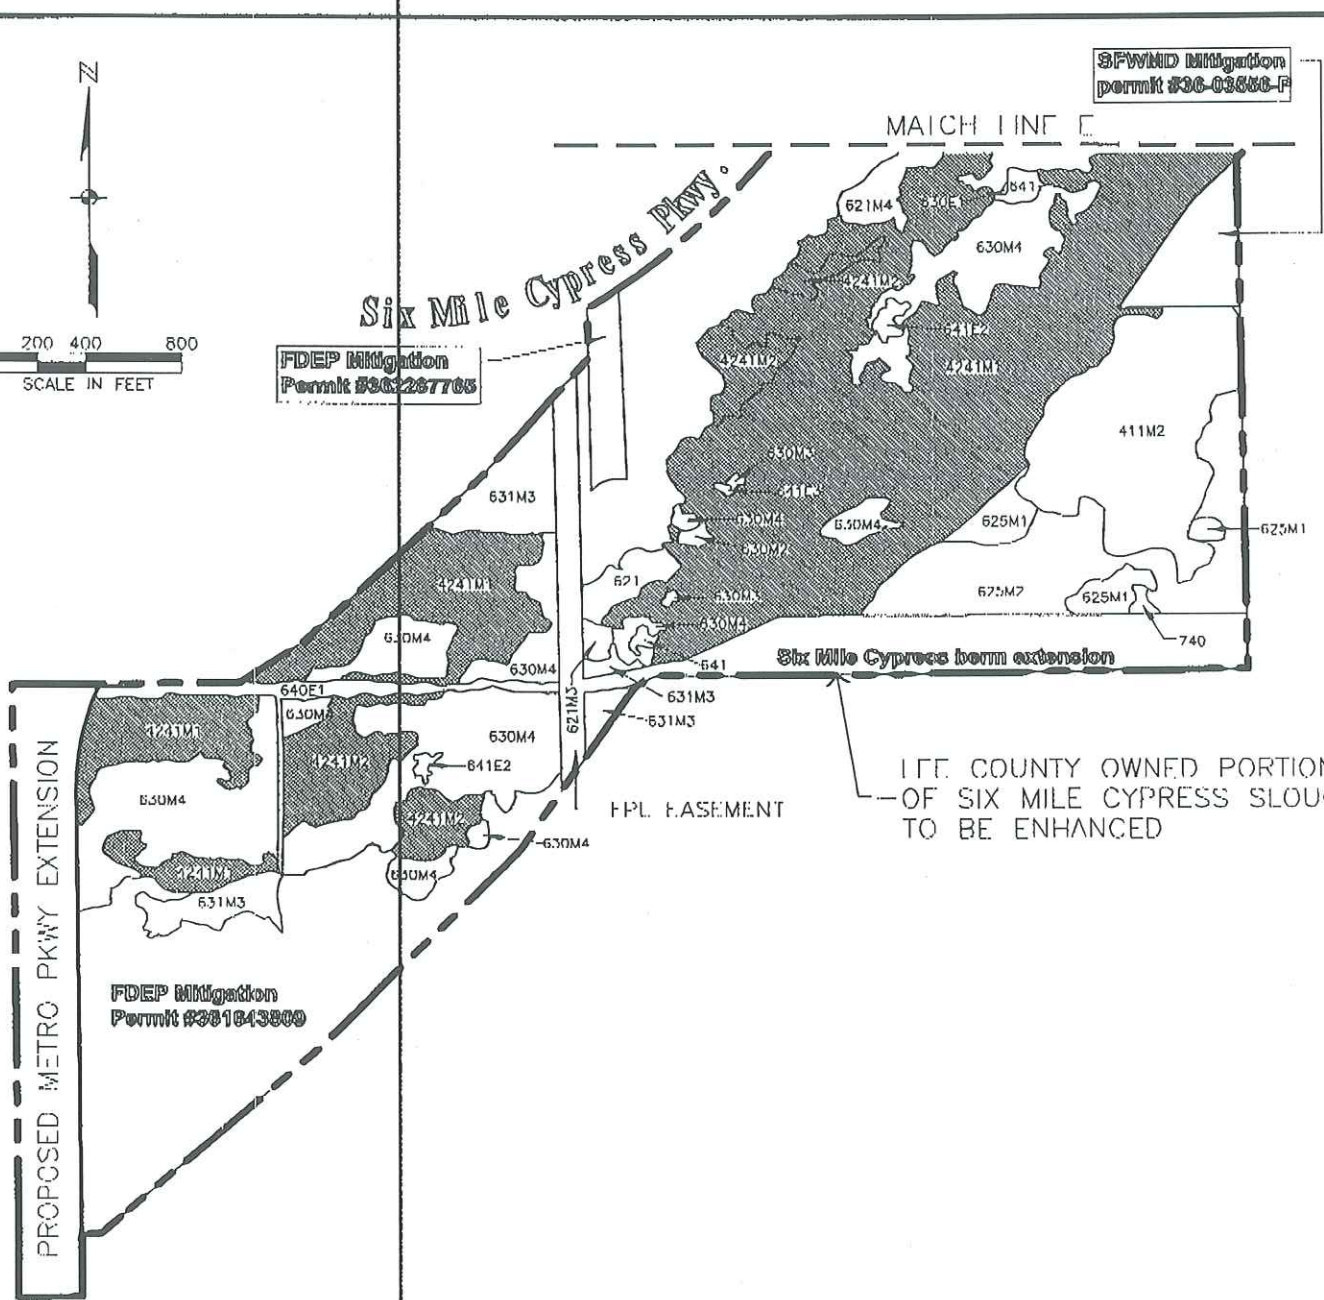 N
SFWMD Mitigation
permit #36-03556-P
MATCH LINE E
Six Mile Cypress Pkwy.
200 400 800
SCALE IN FEET
FDEP Mitigation
Permit #362287765
621M4
630E1
641
630M4
4241M2
641E2
4241M2
4241M1
411M2
631M3
630M3
641E3
630M4
630M4
630M2
625M1
625M1
4241M1
621
630M3
625M2
625M1
740
630M4
630M4
630M4
641
Six Mile Cypress berm extension
640E1
630M4
621M3
631M3
631M3
4241M1
4241M2
630M4
641E2
630M4
4241M2
FPL EASEMENT
LEE COUNTY OWNED PORTION
OF SIX MILE CYPRESS SLOU
TO BE ENHANCED
630M4
4241M1
630M4
631M3
FDEP Mitigation
Permit #361643809
PROPOSED METRO PKWY EXTENSION